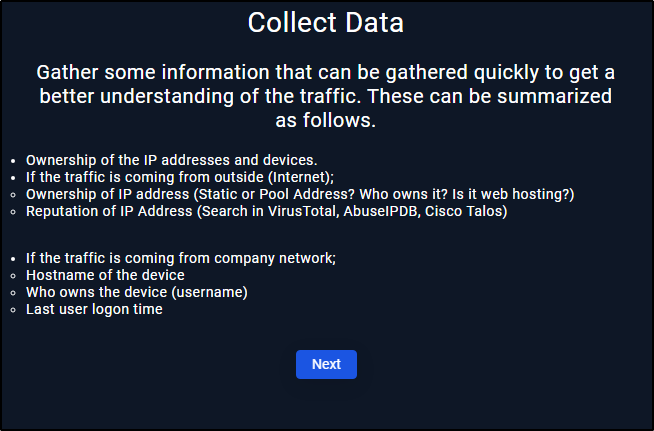 Collect Data
Gather some information that can be gathered quickly to get a
better understanding of the traffic. These can be summarized
as follows.
• Ownership of the IP addresses and devices.
• If the traffic is coming from outside (Internet);
◦ Ownership of IP address (Static or Pool Address? Who owns it? Is it web hosting?)
◦ Reputation of IP Address (Search in VirusTotal, AbuseIPDB, Cisco Talos)
• If the traffic is coming from company network;
◦ Hostname of the device
◦ Who owns the device (username)
◦ Last user logon time
Next